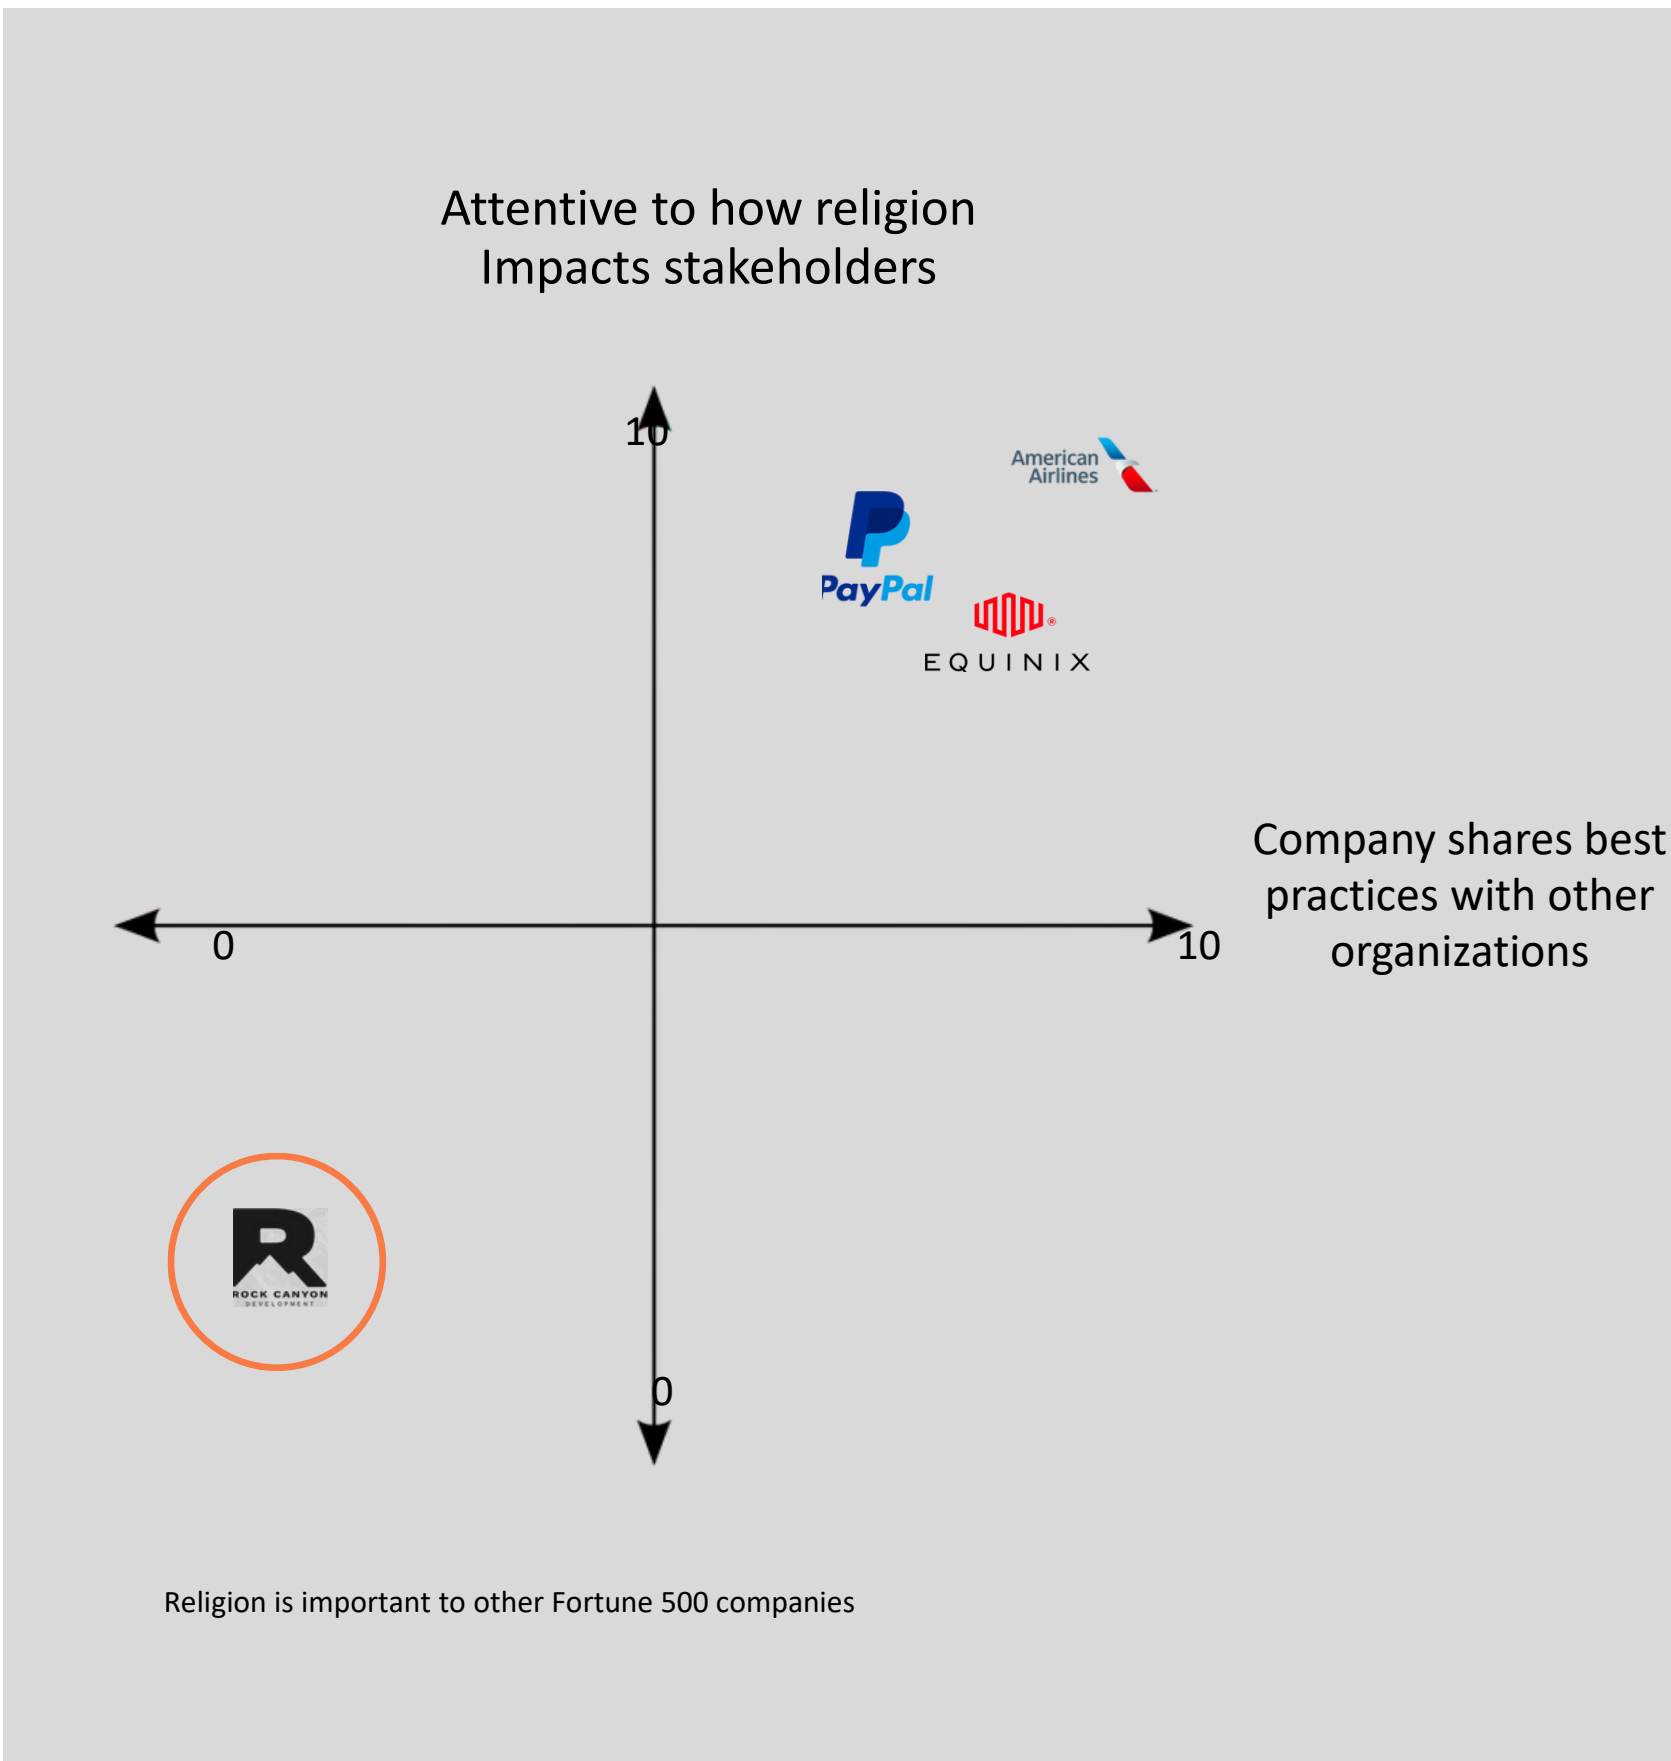 Attentive to how religion
Impacts stakeholders
10
American
Airlines
PayPal
EQUINIX
Company shares best
practices with other
organizations
0
10
ROCK CANYON
DEVELOPMENT
0
Religion is important to other Fortune 500 companies